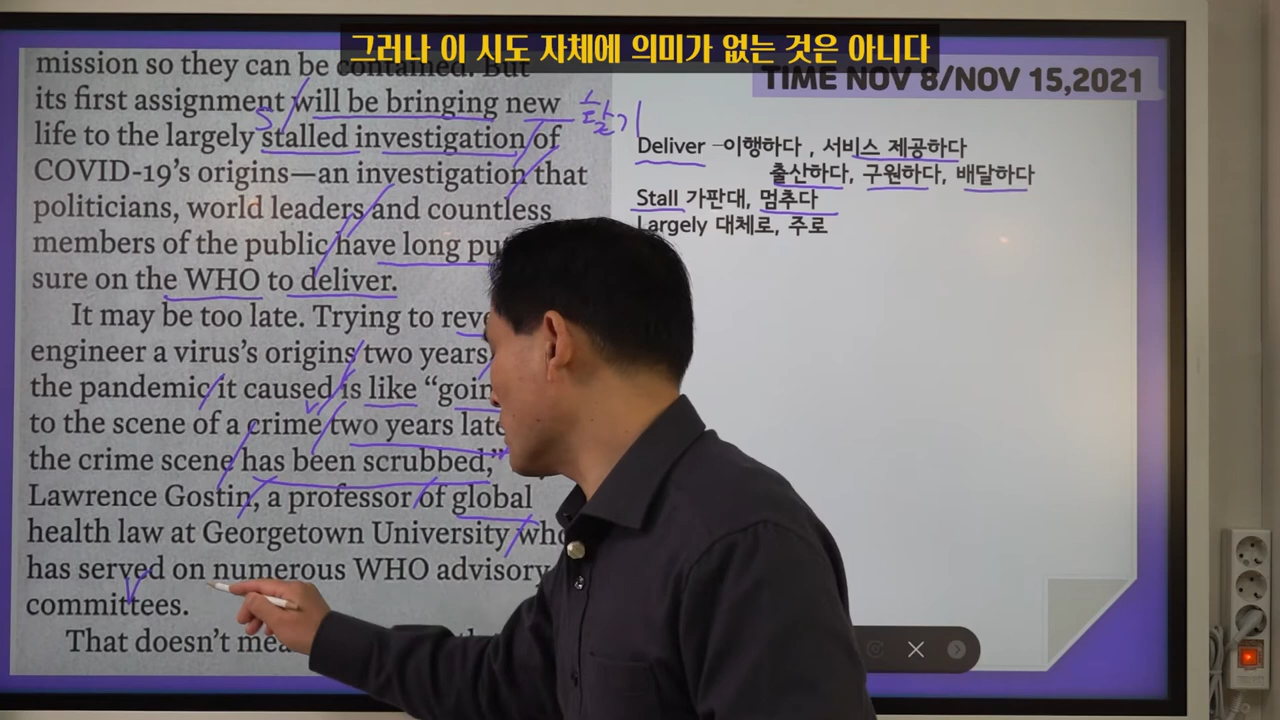 그러나 이 시도 자체에 의미가 없는 것은 아니다
TIME NOV 8/NOV 15,2021
mission so they can be contained. But
its first assignment will be bringing new
활기
S
life to the largely stalled investigation of
COVID-19's origins—an investigation that
politicians, world leaders and countless
members of the public have long pu
sure on the WHO to deliver.
It may be too late. Trying to reve
engineer a virus's origins two years
the pandemic it caused is like “goin
to the scene of a crime two years late
the crime scene has been scrubbed,”
Lawrence Gostin, a professor of global
health law at Georgetown University who
has served on numerous WHO advisory
committees.
That doesn't mea
Deliver –이행하다 , 서비스 제공하다
출산하다, 구원하다, 배달하다
Stall 가판대, 멈추다
Largely 대체로, 주로